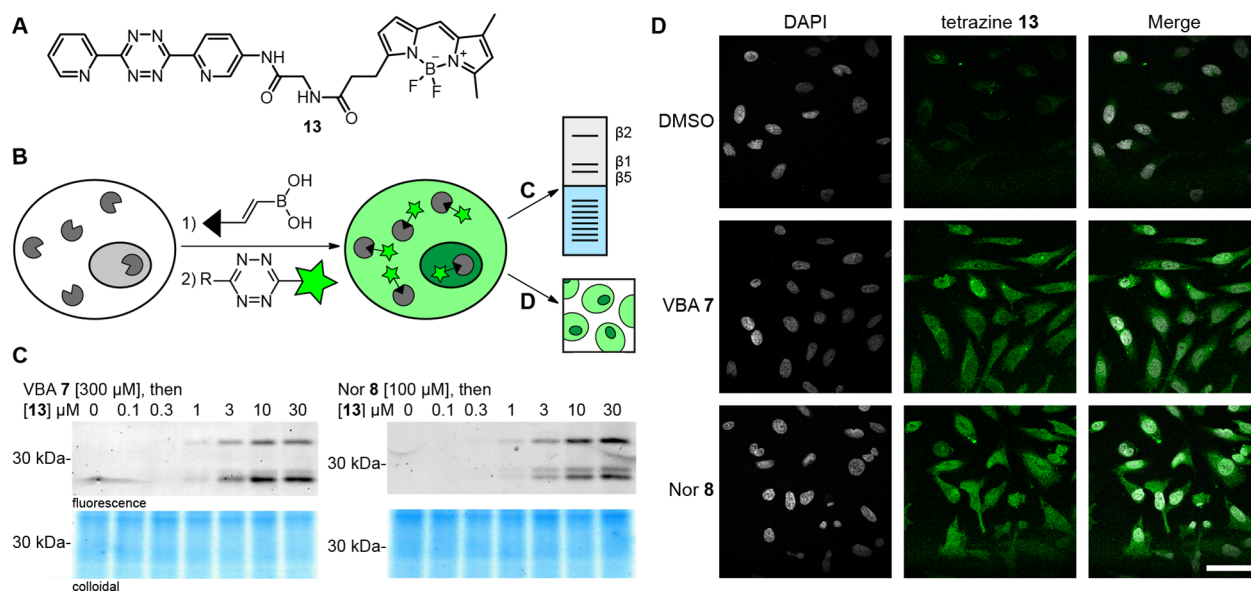 A
N N
N N
N
N
H
N
O
N
H
O
13
N N+
B-
F F
B
OH
B
OH
1)
2) R
N N
N N
C
D
β2
β1
β5
C
VBA 7 [300 µM], then
[13] µM 0 0.1 0.3 1 3 10 30
30 kDa-
fluorescence
30 kDa-
colloidal
Nor 8 [100 µM], then
[13] µM 0 0.1 0.3 1 3 10 30
30 kDa-
30 kDa-
D
DAPI tetrazine 13 Merge
DMSO
VBA 7
Nor 8